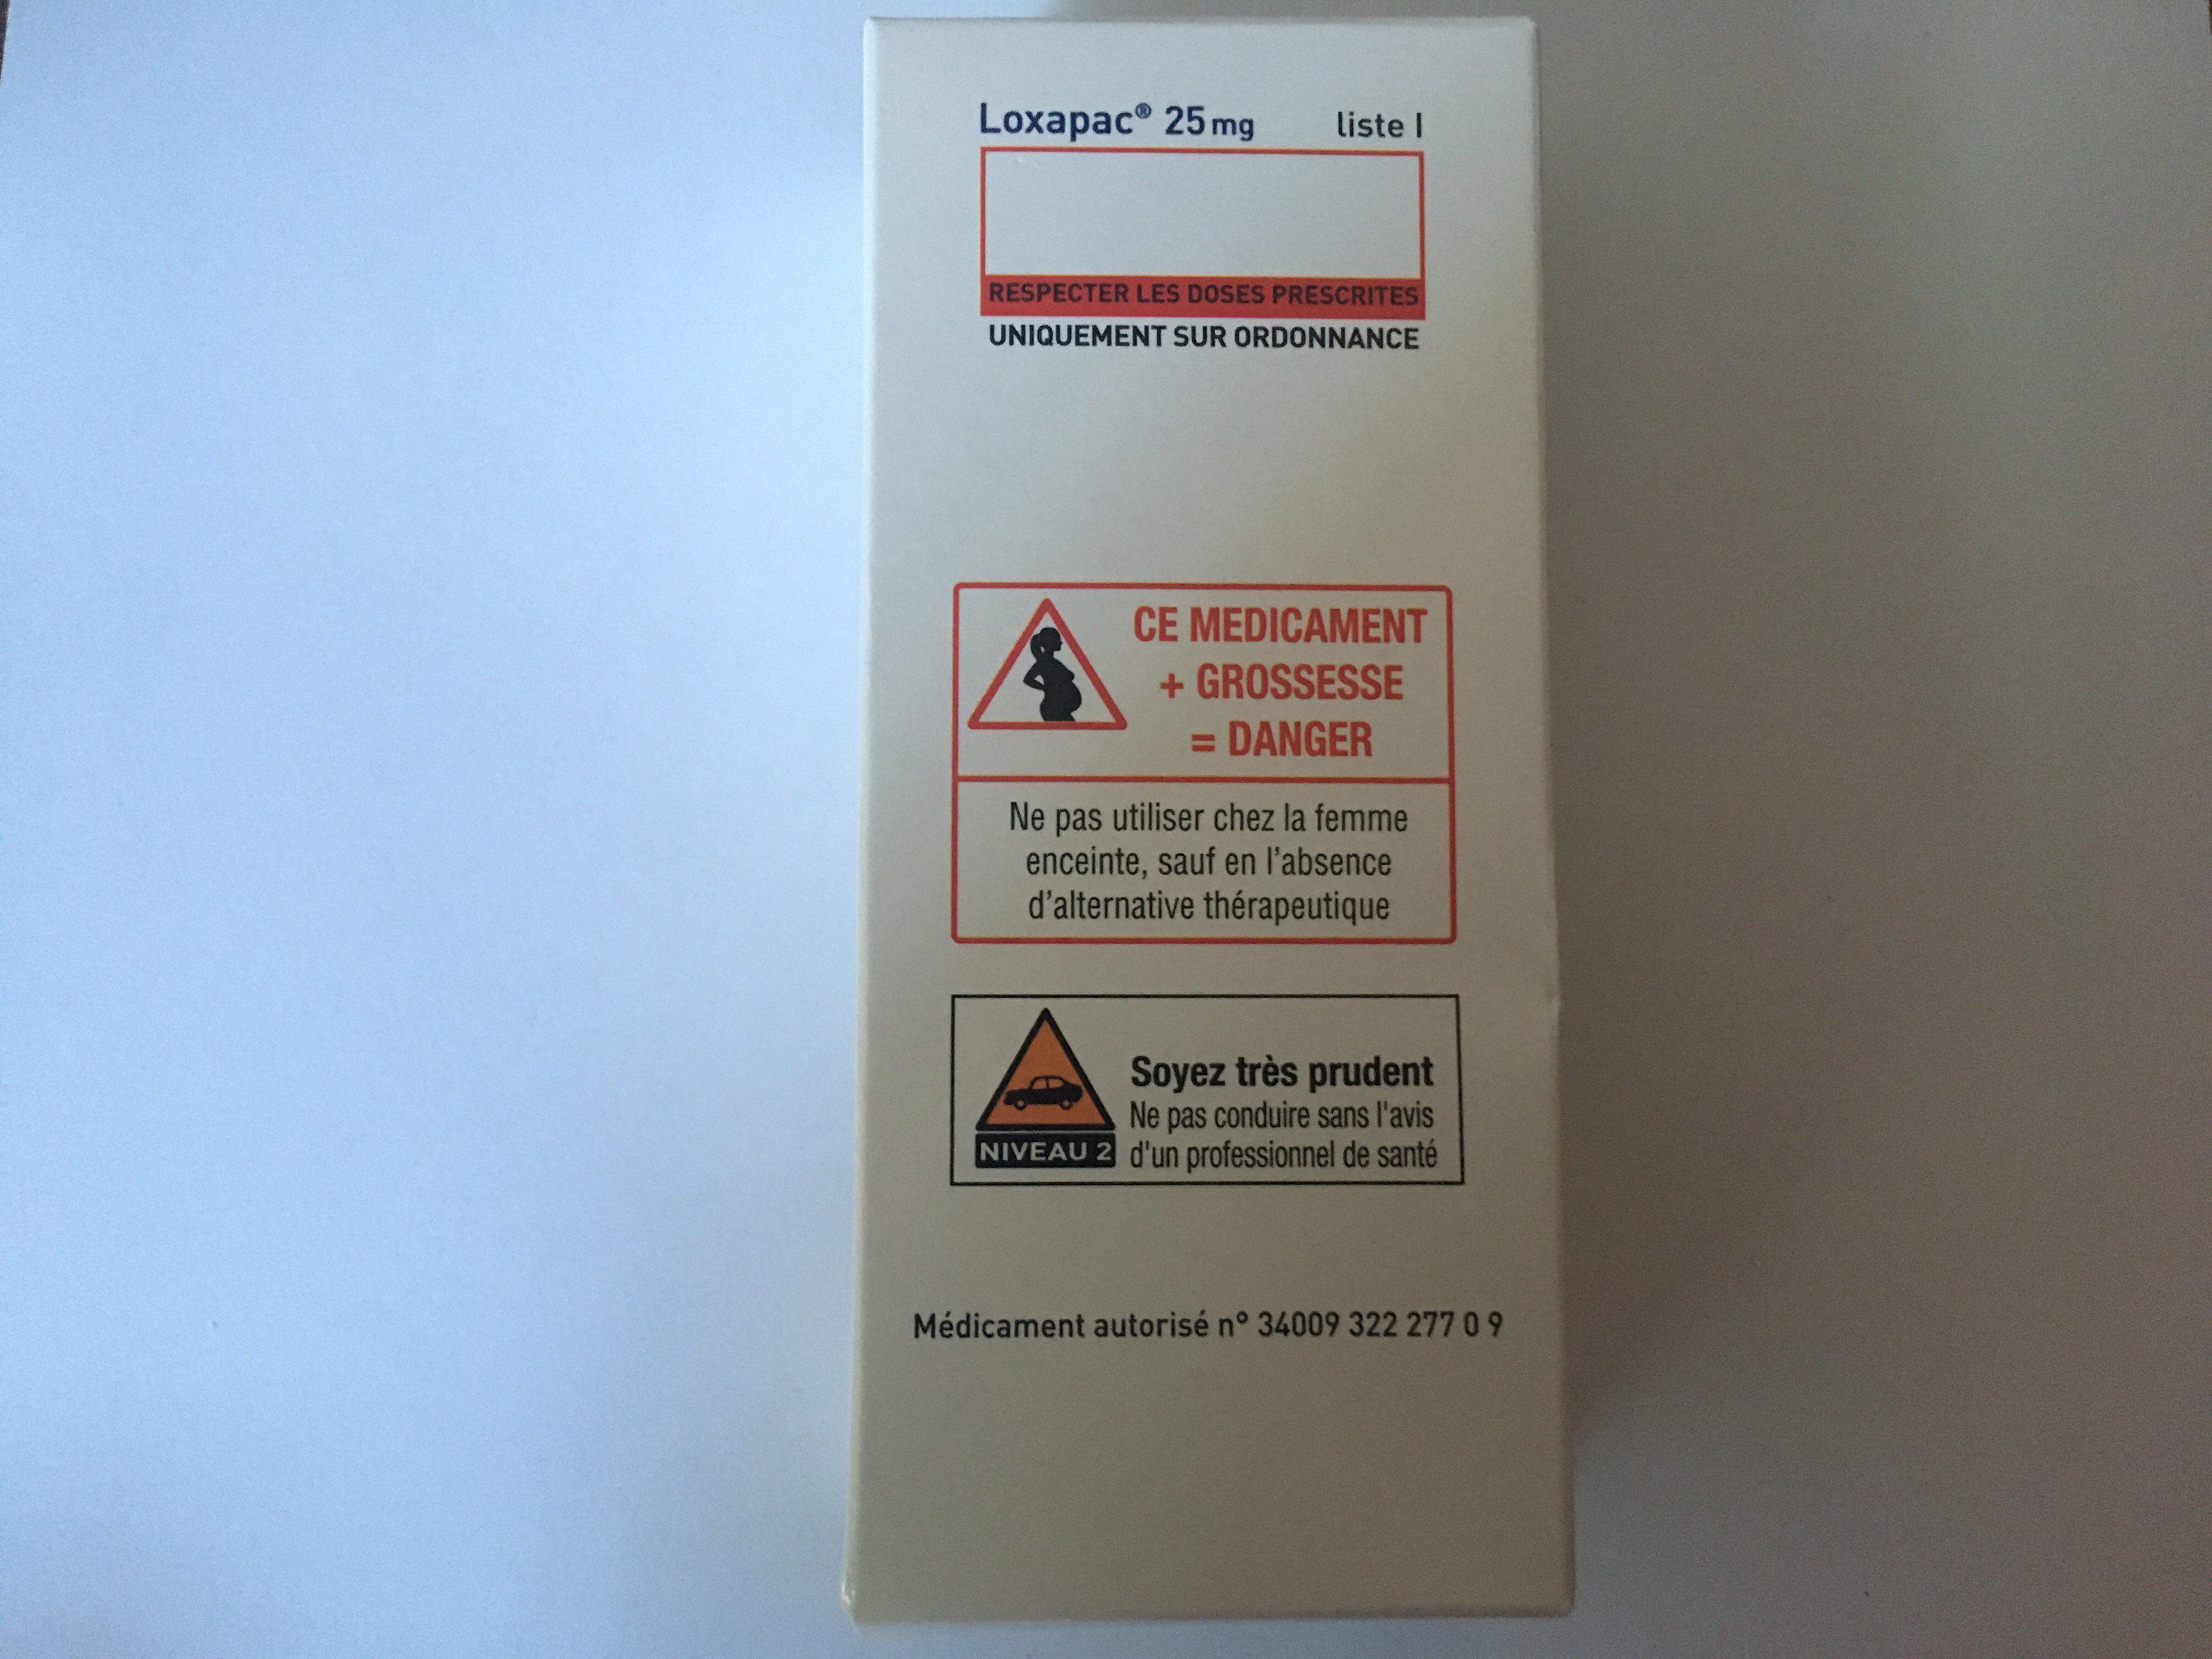 Loxapac® 25 mg liste I
RESPECTER LES DOSES PRESCRITES
UNIQUEMENT SUR ORDONNANCE
CE MEDICAMENT
+ GROSSESSE
= DANGER
Ne pas utiliser chez la femme
enceinte, sauf en l'absence
d'alternative thérapeutique
Soyez très prudent
Ne pas conduire sans l'avis
d'un professionnel de santé
NIVEAU 2
Médicament autorisé n° 34009 322 277 0 9